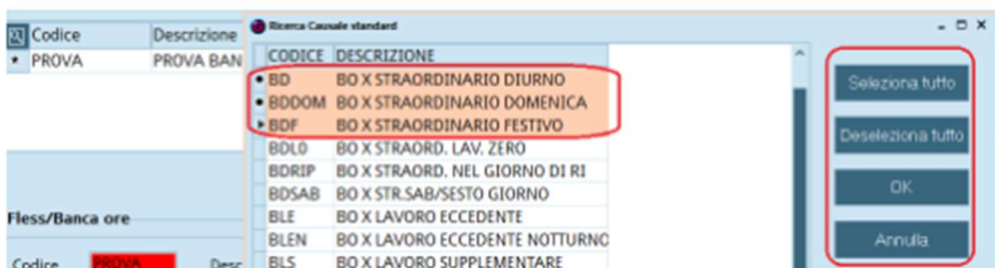 Ricerca Causale standard
Codice Descrizione
PROVA PROVA BAN
CODICE DESCRIZIONE
BD BO X STRAORDINARIO DIURNO
BDDOM BO X STRAORDINARIO DOMENICA
BDF BO X STRAORDINARIO FESTIVO
BDL0 BO X STRAORD. LAV. ZERO
BDRIP BO X STRAORD. NEL GIORNO DI RI
BDSAB BO X STR.SAB/SESTO GIORNO
BLE BO X LAVORO ECCEDENTE
BLEN BO X LAVORO ECCEDENTE NOTTURNO
BLS BO X LAVORO SUPPLEMENTARE
Seleziona tutto
Deseleziona tutto
OK
Annulla
Fless/Banca ore
Codice PROVA Desc